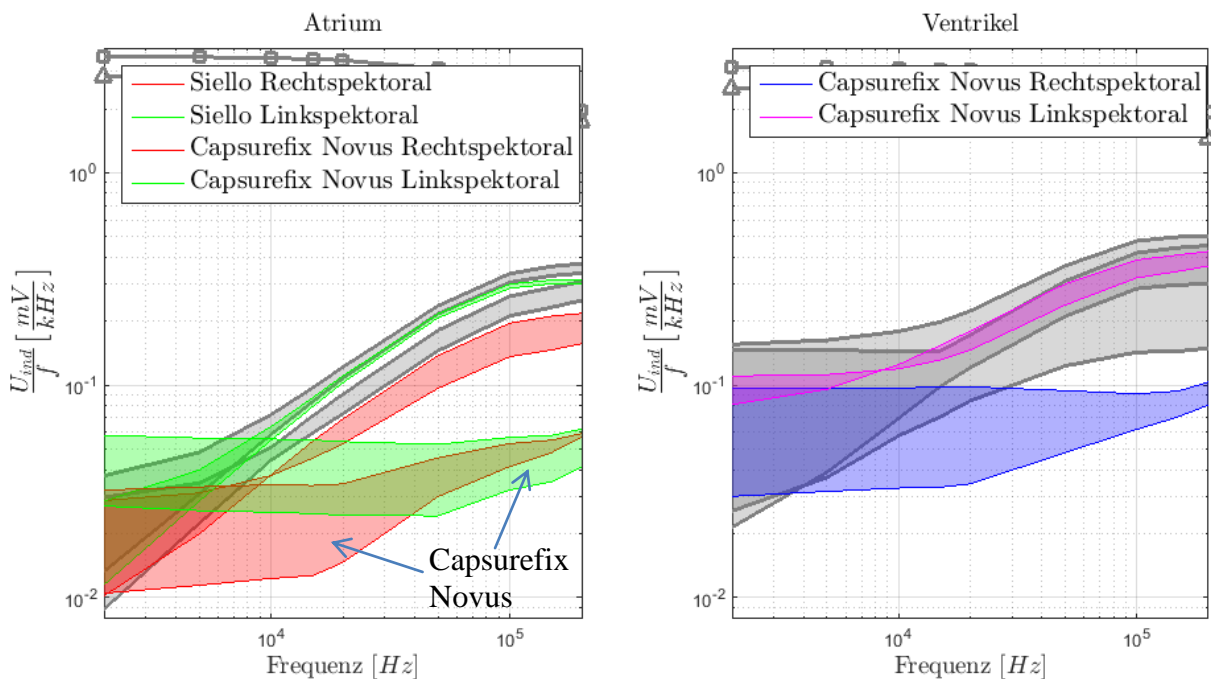 Atrium
Siello Rechtspektoral
Siello Linkspektoral
Capsurefix Novus Rechtspektoral
Capsurefix Novus Linkspektoral
10^0
10^-1
10^-2
U_ind/f [mV/kHz]
Capsurefix
Novus
10^4 10^5
Frequenz [Hz]
Ventrikel
Capsurefix Novus Rechtspektoral
Capsurefix Novus Linkspektoral
10^0
10^-1
10^-2
U_ind/f [mV/kHz]
10^4 10^5
Frequenz [Hz]